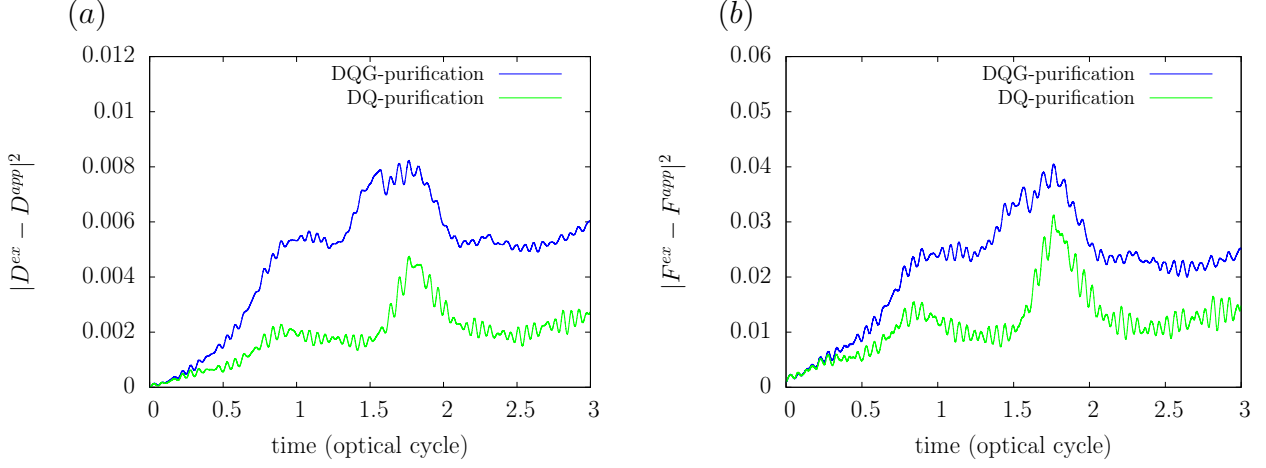 (a)
|D^{ex} − D^{app}|^2
0.012
0.01
0.008
0.006
0.004
0.002
0
DQG-purification
DQ-purification
0 0.5 1 1.5 2 2.5 3
time (optical cycle)
(b)
|F^{ex} − F^{app}|^2
0.06
0.05
0.04
0.03
0.02
0.01
0
DQG-purification
DQ-purification
0 0.5 1 1.5 2 2.5 3
time (optical cycle)